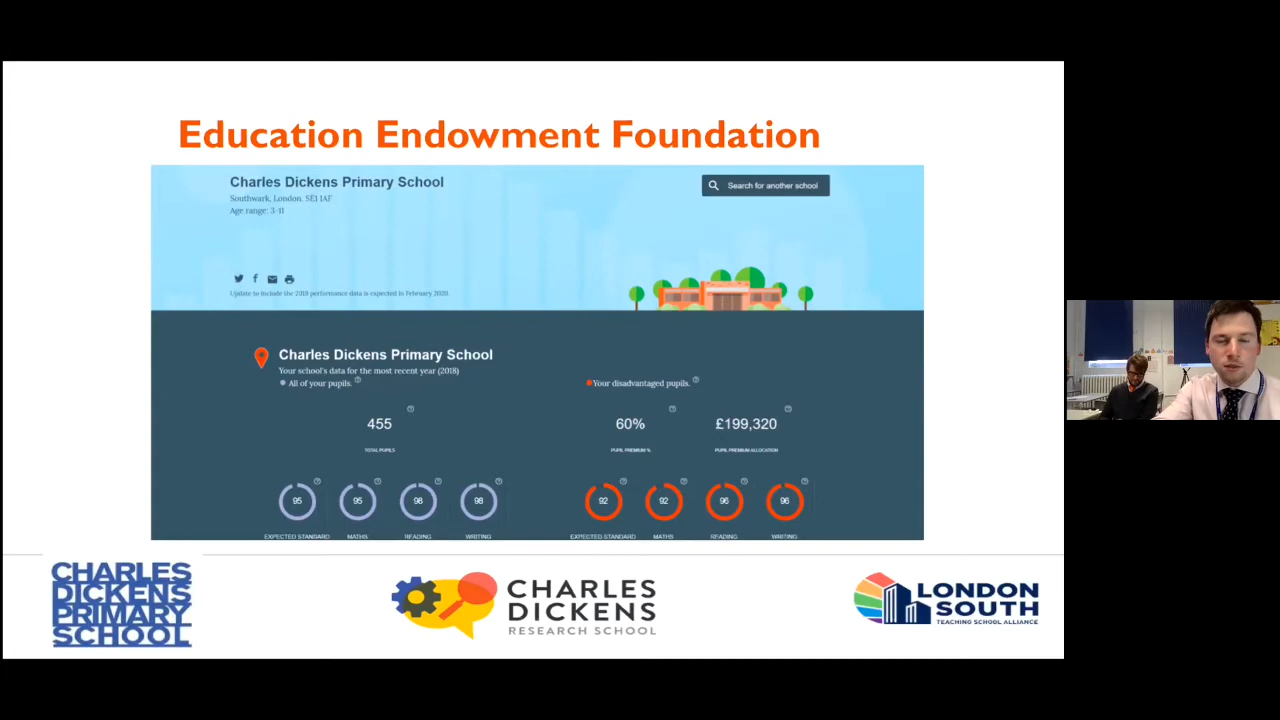 Education Endowment Foundation
Charles Dickens Primary School
Southwark, London. SE1 1AF
Age range: 3-11
Search for another school
Update to include the 2019 performance data is expected in February 2020.
Charles Dickens Primary School
Your school's data for the most recent year (2018)
All of your pupils.
Your disadvantaged pupils.
455
60%
£199,320
TOTAL PUPILS
PUPIL PREMIUM %
PUPIL PREMIUM ALLOCATION
95 95 98 98
92 92 96 96
EXPECTED STANDARD MATHS READING WRITING
EXPECTED STANDARD MATHS READING WRITING
CHARLES
DICKENS
PRIMARY
SCHOOL
CHARLES
DICKENS
RESEARCH SCHOOL
LONDON
SOUTH
TEACHING SCHOOL ALLIANCE